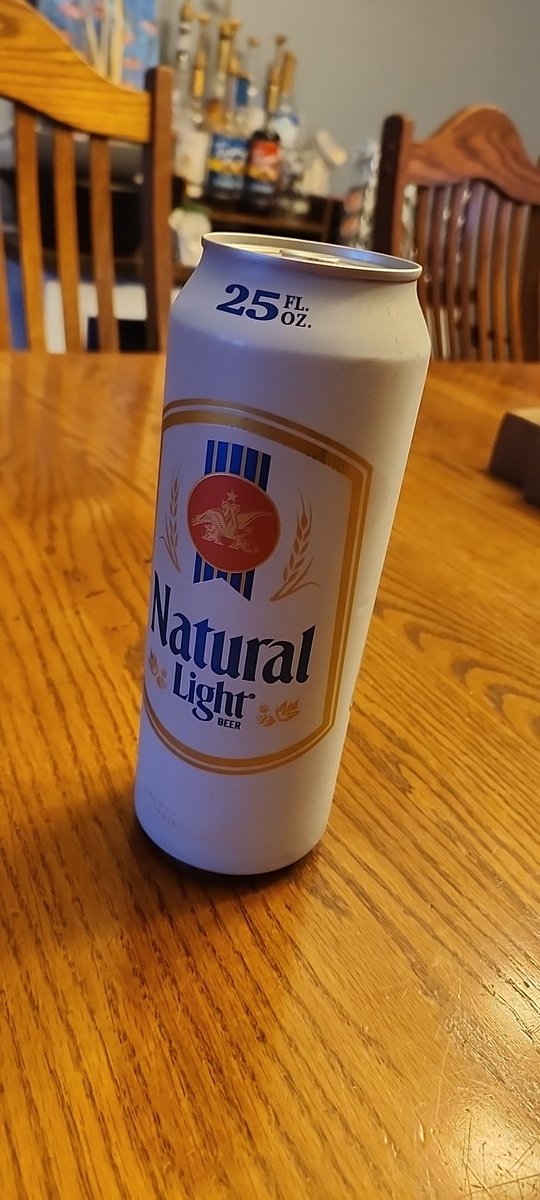 25 FL.
OZ.
Natural
Light®
BEER